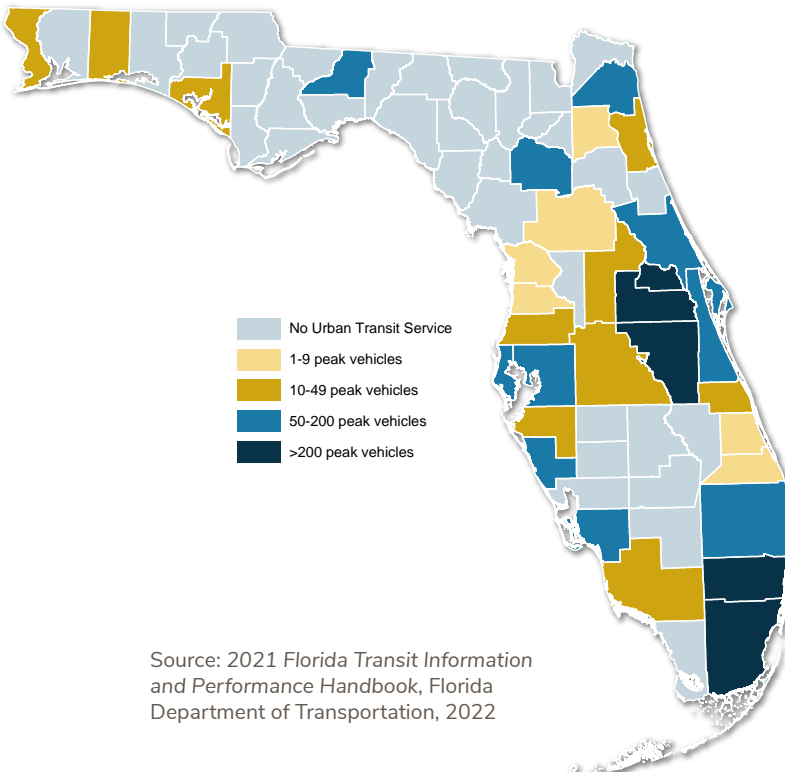 No Urban Transit Service
1-9 peak vehicles
10-49 peak vehicles
50-200 peak vehicles
>200 peak vehicles
Source: 2021 Florida Transit Information
and Performance Handbook, Florida
Department of Transportation, 2022